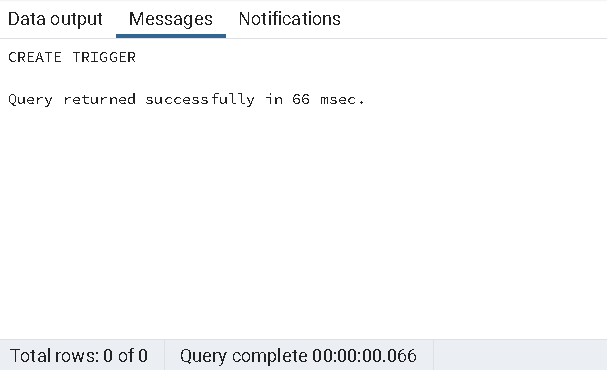 Data output Messages Notifications
CREATE TRIGGER
Query returned successfully in 66 msec.
Total rows: 0 of 0 Query complete 00:00:00.066